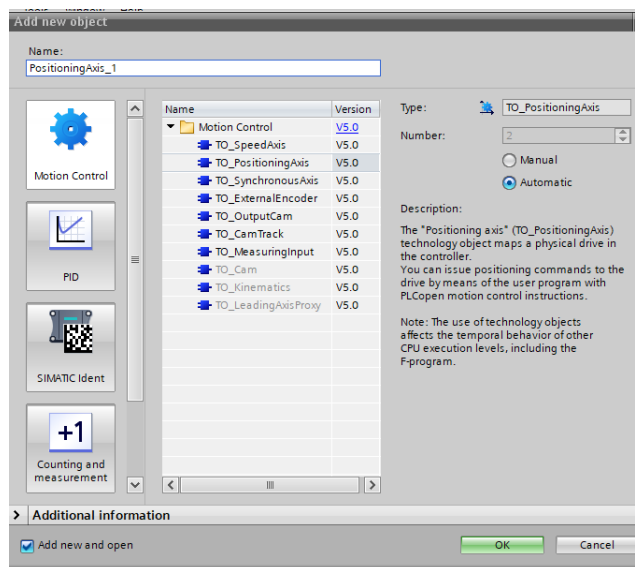 Add new object
Name:
PositioningAxis_1
Motion Control
PID
SIMATIC Ident
+1
Counting and
measurement
Name Version
Motion Control V5.0
TO_SpeedAxis V5.0
TO_PositioningAxis V5.0
TO_SynchronousAxis V5.0
TO_ExternalEncoder V5.0
TO_OutputCam V5.0
TO_CamTrack V5.0
TO_MeasuringInput V5.0
TO_Cam V5.0
TO_Kinematics V5.0
TO_LeadingAxisProxy V5.0
Type: TO_PositioningAxis
Number: 2
Manual
Automatic
Description:
The "Positioning axis" (TO_PositioningAxis)
technology object maps a physical drive in
the controller.
You can issue positioning commands to the
drive by means of the user program with
PLCopen motion control instructions.
Note: The use of technology objects
affects the temporal behavior of other
CPU execution levels, including the
F-program.
Additional information
Add new and open
OK Cancel